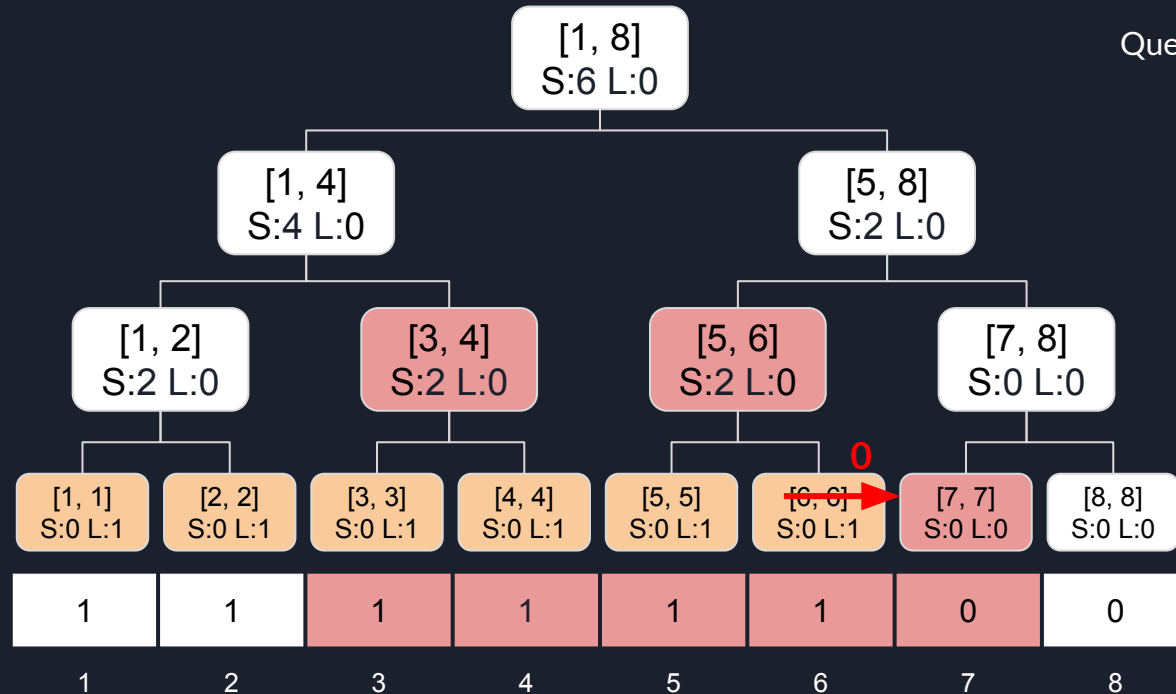 [1, 8]
S:6 L:0
Que
[1, 4]
S:4 L:0
[5, 8]
S:2 L:0
[1, 2]
S:2 L:0
[3, 4]
S:2 L:0
[5, 6]
S:2 L:0
[7, 8]
S:0 L:0
0
[1, 1]
S:0 L:1
[2, 2]
S:0 L:1
[3, 3]
S:0 L:1
[4, 4]
S:0 L:1
[5, 5]
S:0 L:1
[6, 6]
S:0 L:1
[7, 7]
S:0 L:0
[8, 8]
S:0 L:0
1 1 1 1 1 1 0 0
1 2 3 4 5 6 7 8